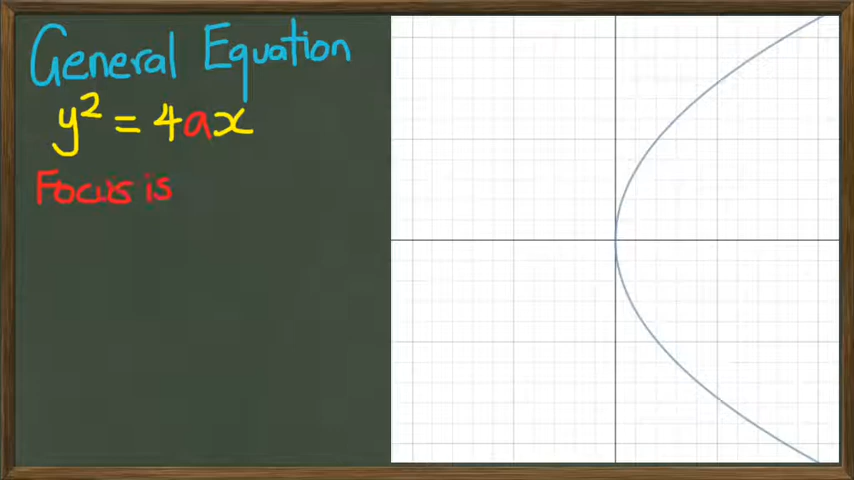 General Equation
y² = 4ax
Focus is